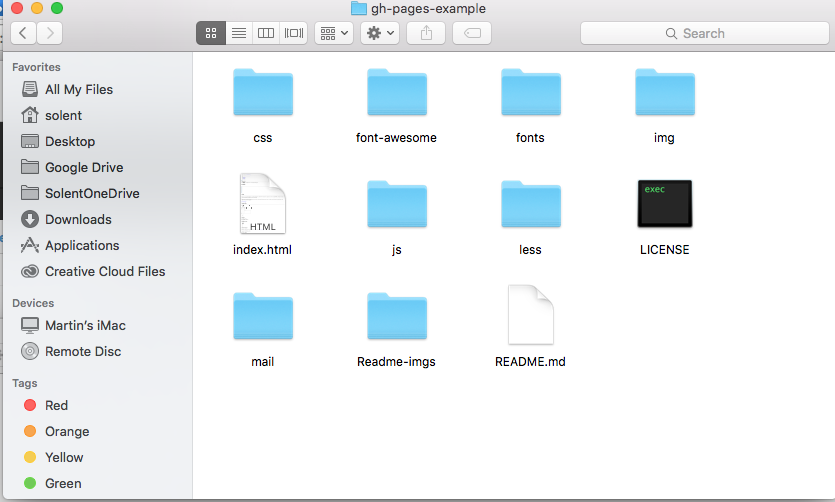 gh-pages-example
Search
Favorites
All My Files
solent
Desktop
Google Drive
SolentOneDrive
Downloads
Applications
Creative Cloud Files
Devices
Martin's iMac
Remote Disc
Tags
Red
Orange
Yellow
Green
css
font-awesome
fonts
img
HTML
exec
index.html
js
less
LICENSE
mail
Readme-imgs
README.md